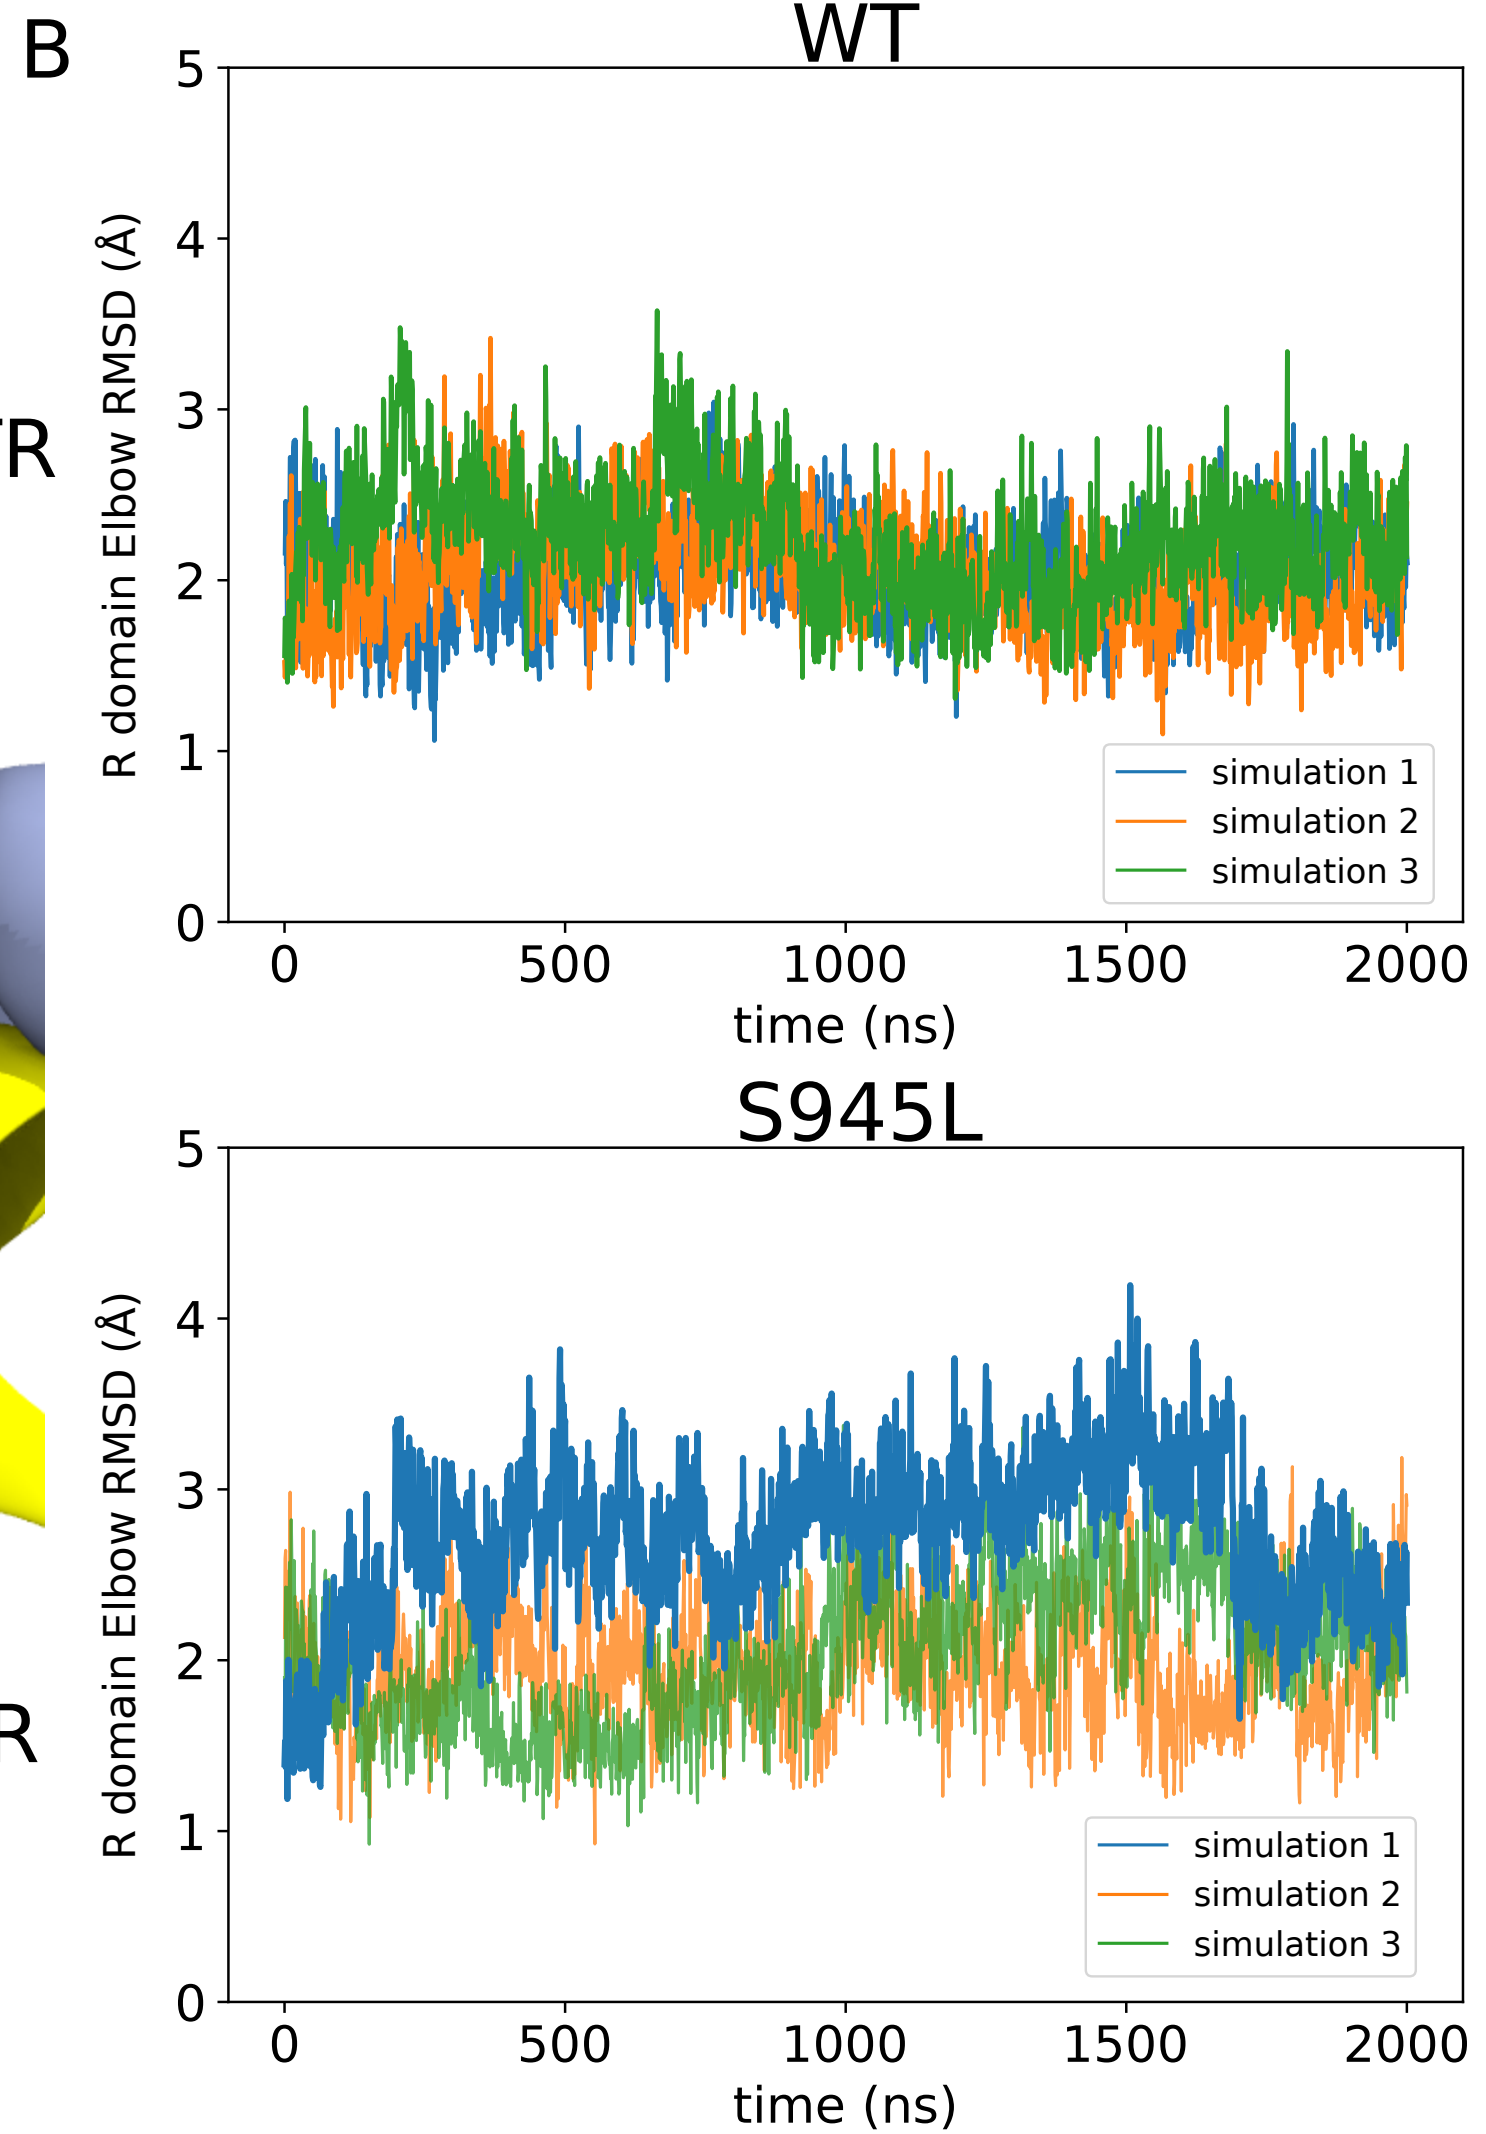 B
WT
5
4
3
2
1
0
R domain Elbow RMSD (Å)
R
simulation 1
simulation 2
simulation 3
0 500 1000 1500 2000
time (ns)
S945L
5
4
3
2
1
0
R domain Elbow RMSD (Å)
R
simulation 1
simulation 2
simulation 3
0 500 1000 1500 2000
time (ns)